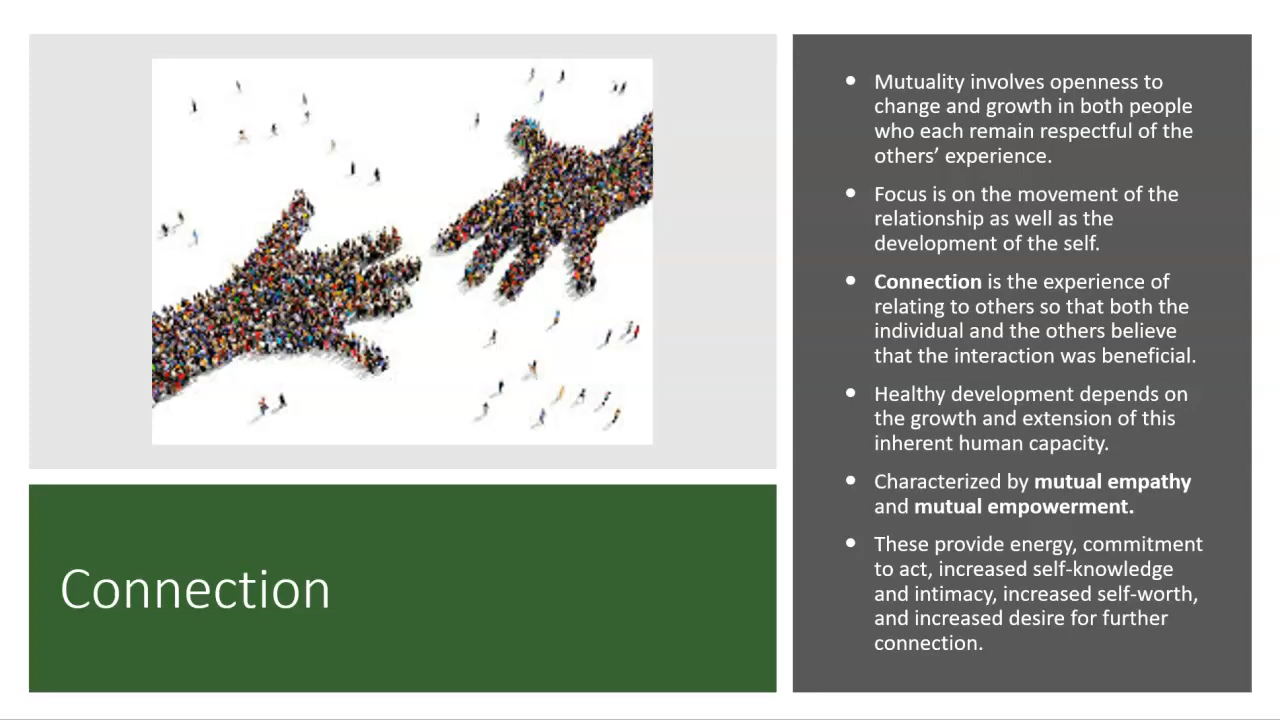 Connection
• Mutuality involves openness to
change and growth in both people
who each remain respectful of the
others’ experience.
• Focus is on the movement of the
relationship as well as the
development of the self.
• Connection is the experience of
relating to others so that both the
individual and the others believe
that the interaction was beneficial.
• Healthy development depends on
the growth and extension of this
inherent human capacity.
• Characterized by mutual empathy
and mutual empowerment.
• These provide energy, commitment
to act, increased self-knowledge
and intimacy, increased self-worth,
and increased desire for further
connection.